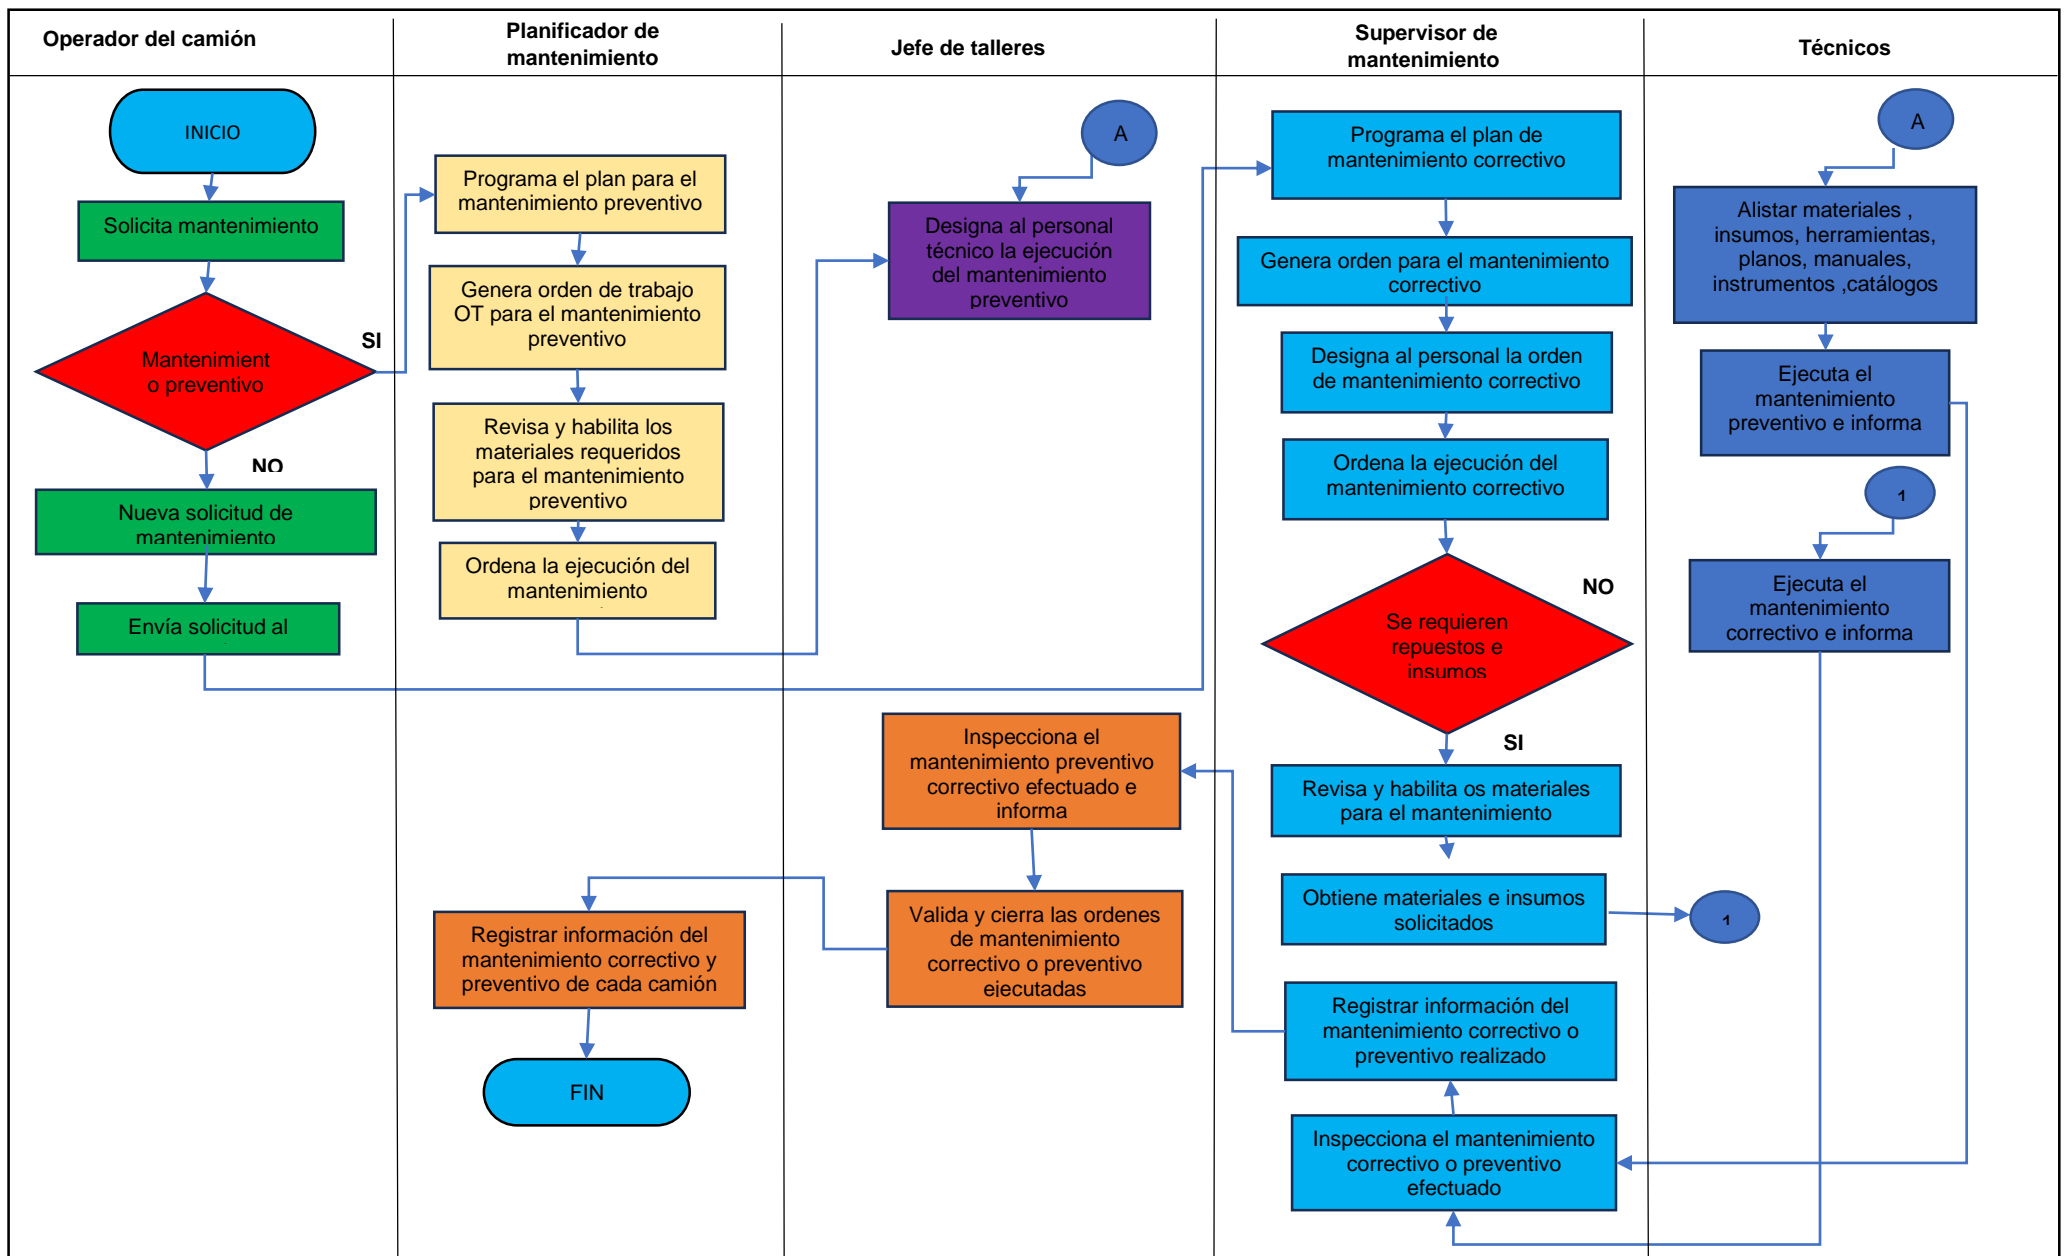 Operador del camión
Planificador de
mantenimiento
Jefe de talleres
Supervisor de
mantenimiento
Técnicos
INICIO
Solicita mantenimiento
Mantenimient
o preventivo
SI
NO
Nueva solicitud de
mantenimiento
Envía solicitud al
Programa el plan para el
mantenimiento preventivo
Genera orden de trabajo
OT para el mantenimiento
preventivo
Revisa y habilita los
materiales requeridos
para el mantenimiento
preventivo
Ordena la ejecución del
mantenimiento
Registrar información del
mantenimiento correctivo y
preventivo de cada camión
FIN
A
Designa al personal
técnico la ejecución
del mantenimiento
preventivo
Inspecciona el
mantenimiento preventivo
correctivo efectuado e
informa
Valida y cierra las ordenes
de mantenimiento
correctivo o preventivo
ejecutadas
Programa el plan de
mantenimiento correctivo
Genera orden para el mantenimiento
correctivo
Designa al personal la orden
de mantenimiento correctivo
Ordena la ejecución del
mantenimiento correctivo
Se requieren
repuestos e
insumos
NO
SI
Revisa y habilita os materiales
para el mantenimiento
Obtiene materiales e insumos
solicitados
Registrar información del
mantenimiento correctivo o
preventivo realizado
Inspecciona el mantenimiento
correctivo o preventivo
efectuado
A
Alistar materiales ,
insumos, herramientas,
planos, manuales,
instrumentos ,catálogos
Ejecuta el
mantenimiento
preventivo e informa
1
Ejecuta el
mantenimiento
correctivo e informa
1